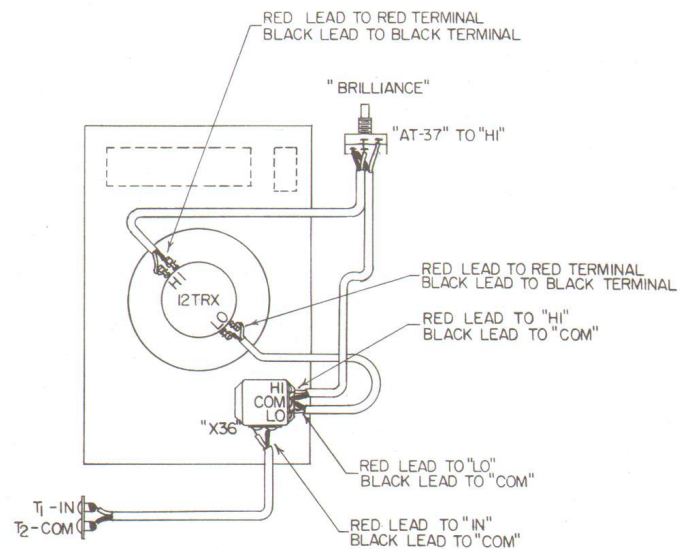 RED LEAD TO RED TERMINAL
BLACK LEAD TO BLACK TERMINAL
"BRILLIANCE"
"AT-37" TO "HI"
HI
12TRX
LO
RED LEAD TO RED TERMINAL
BLACK LEAD TO BLACK TERMINAL
RED LEAD TO "HI"
BLACK LEAD TO "COM"
HI
COM
LO
"X36"
RED LEAD TO "LO"
BLACK LEAD TO "COM"
T1-IN
T2-COM
RED LEAD TO "IN"
BLACK LEAD TO "COM"